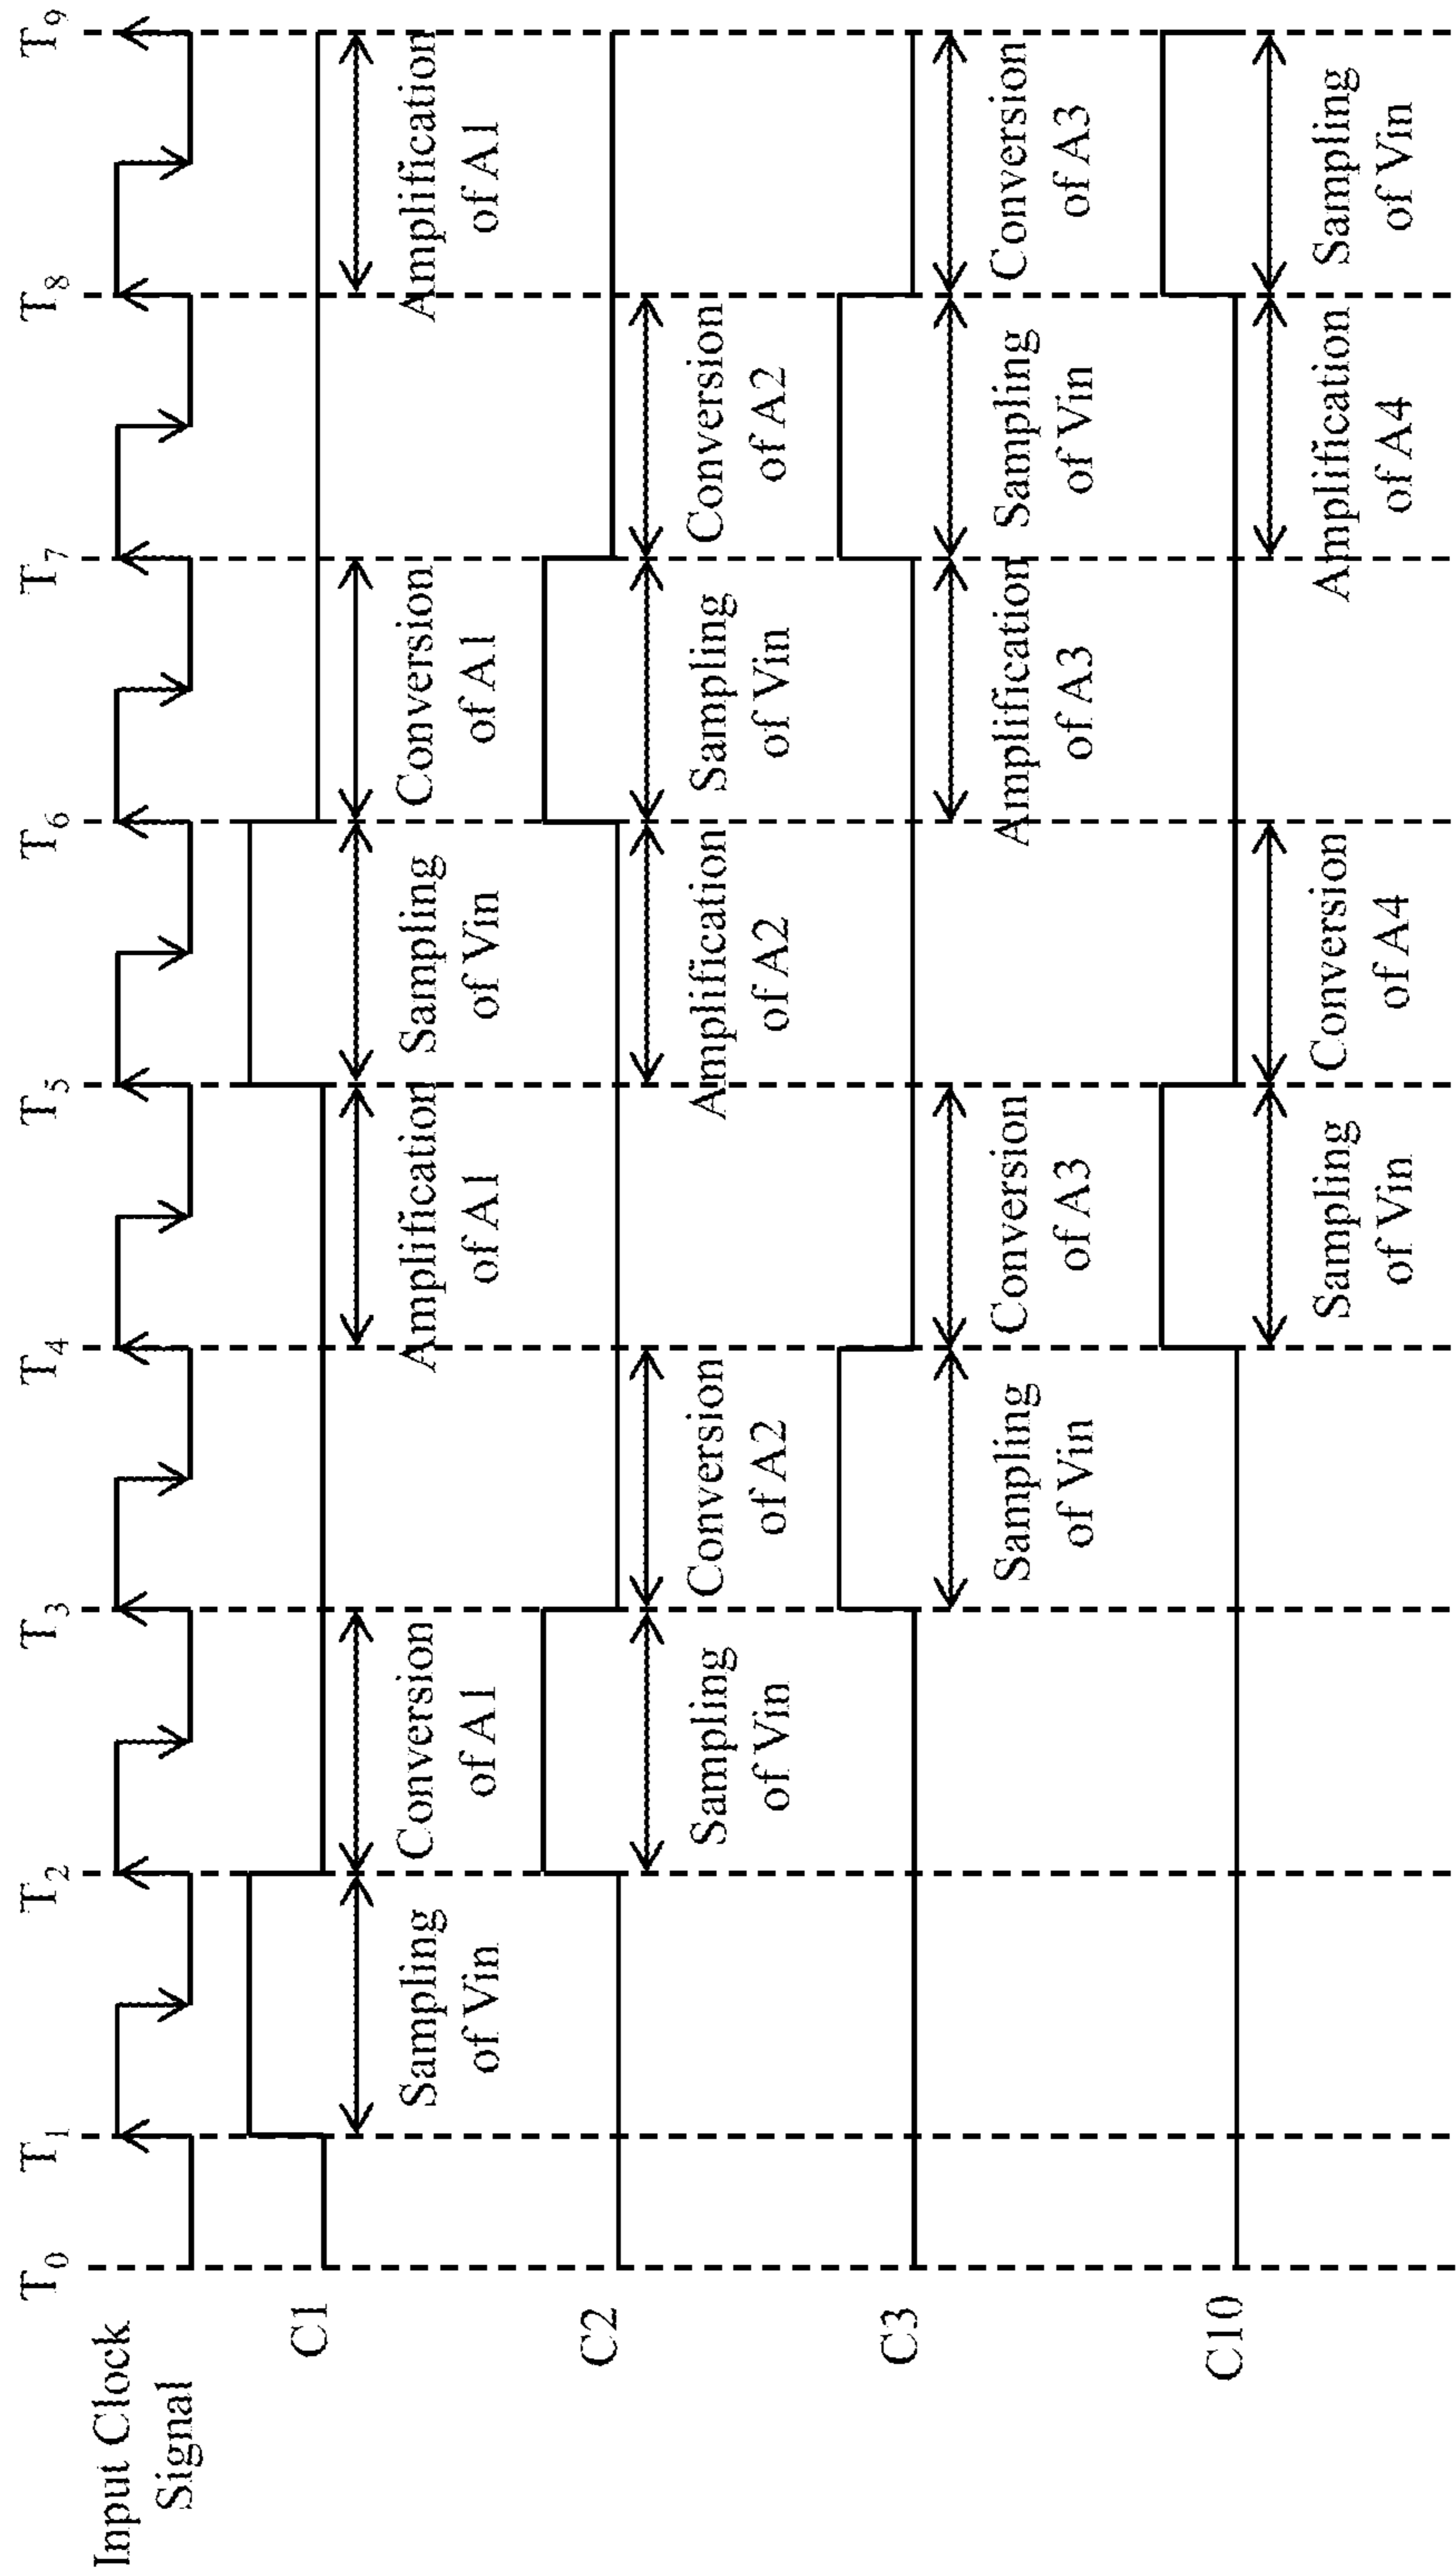 T0 T1 T2 T3 T4 T5 T6 T7 T8 T9
Input Clock
Signal
C1
Sampling
of Vin
Conversion
of A1
Amplification
of A1
Sampling
of Vin
Conversion
of A1
Amplification
of A1
C2
Sampling
of Vin
Conversion
of A2
Amplification
of A2
Sampling
of Vin
Conversion
of A2
C3
Sampling
of Vin
Conversion
of A3
Amplification
of A3
Sampling
of Vin
Conversion
of A3
C10
Sampling
of Vin
Conversion
of A4
Amplification
of A4
Sampling
of Vin